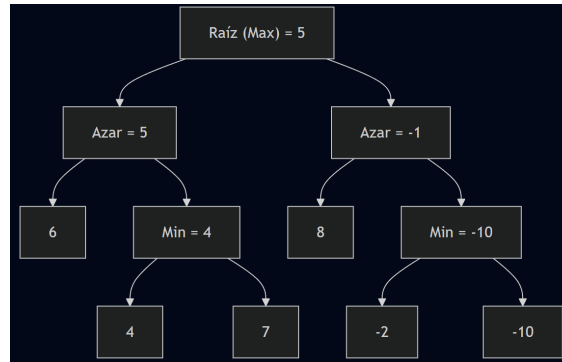 Raíz (Max) = 5
Azar = 5
Azar = -1
6
Min = 4
8
Min = -10
4
7
-2
-10